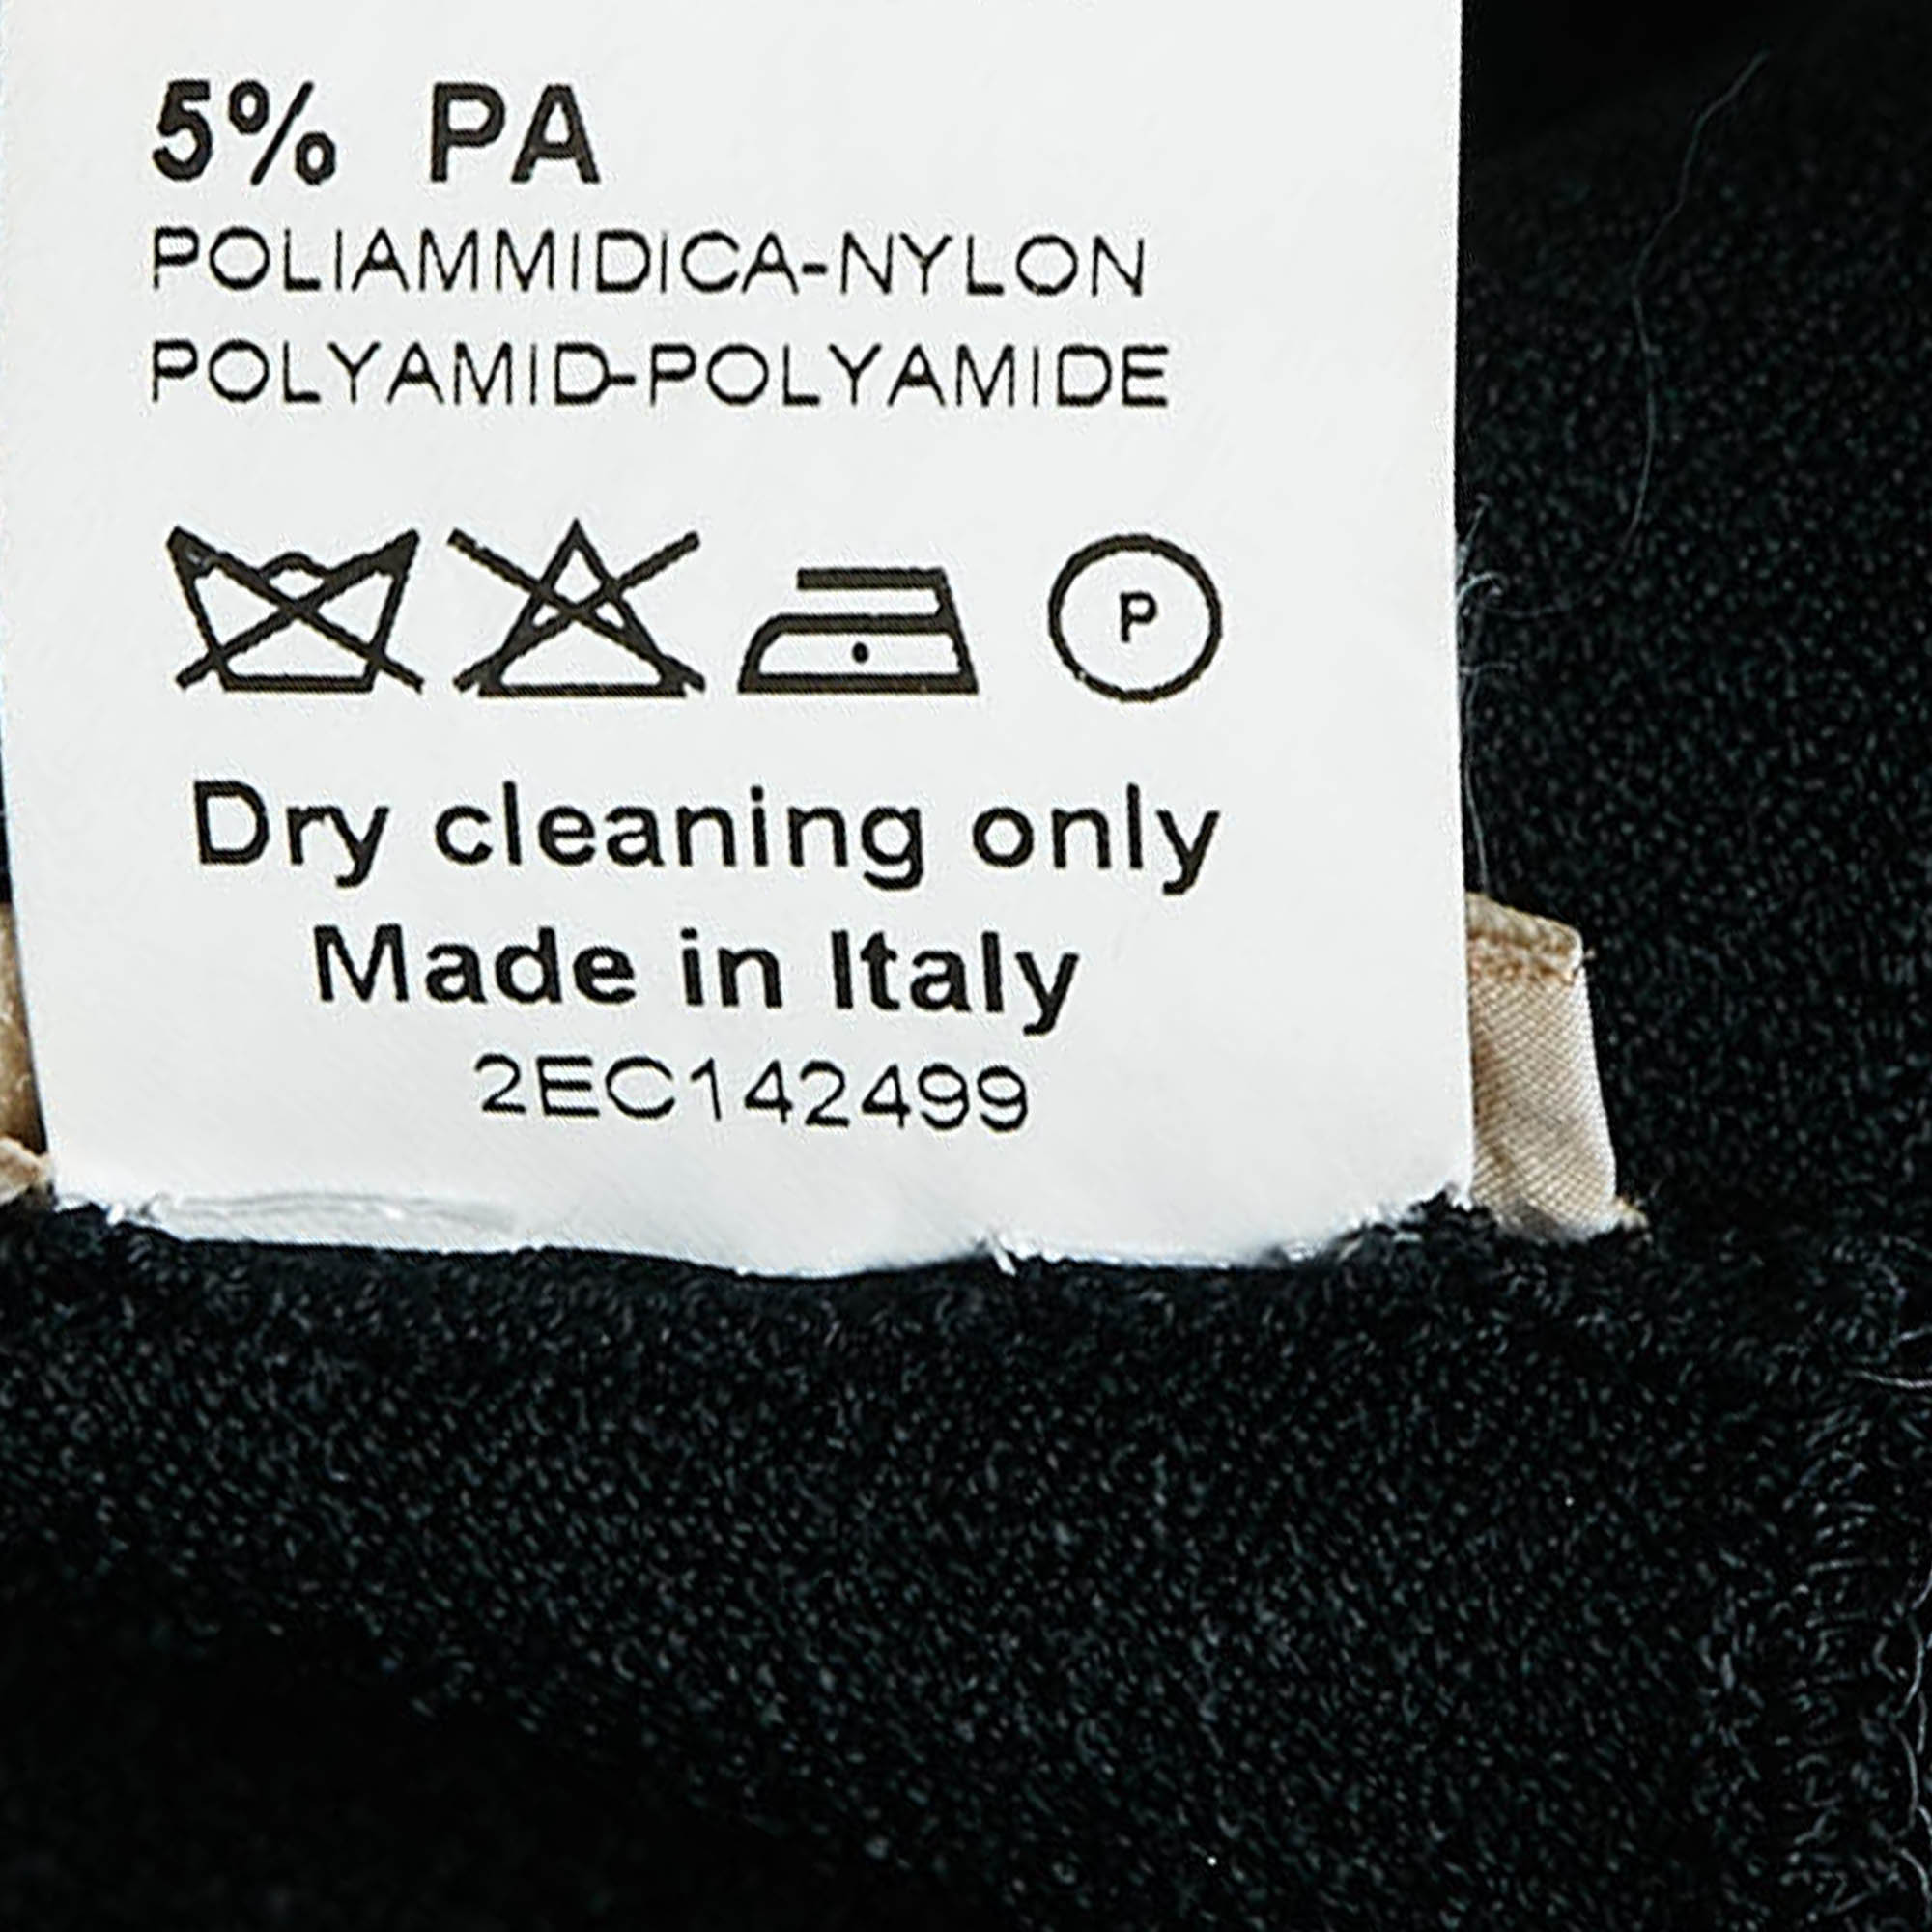 5% PA
POLIAMMIDICA-NYLON
POLYAMID-POLYAMIDE
P
Dry cleaning only
Made in Italy
2EC142499